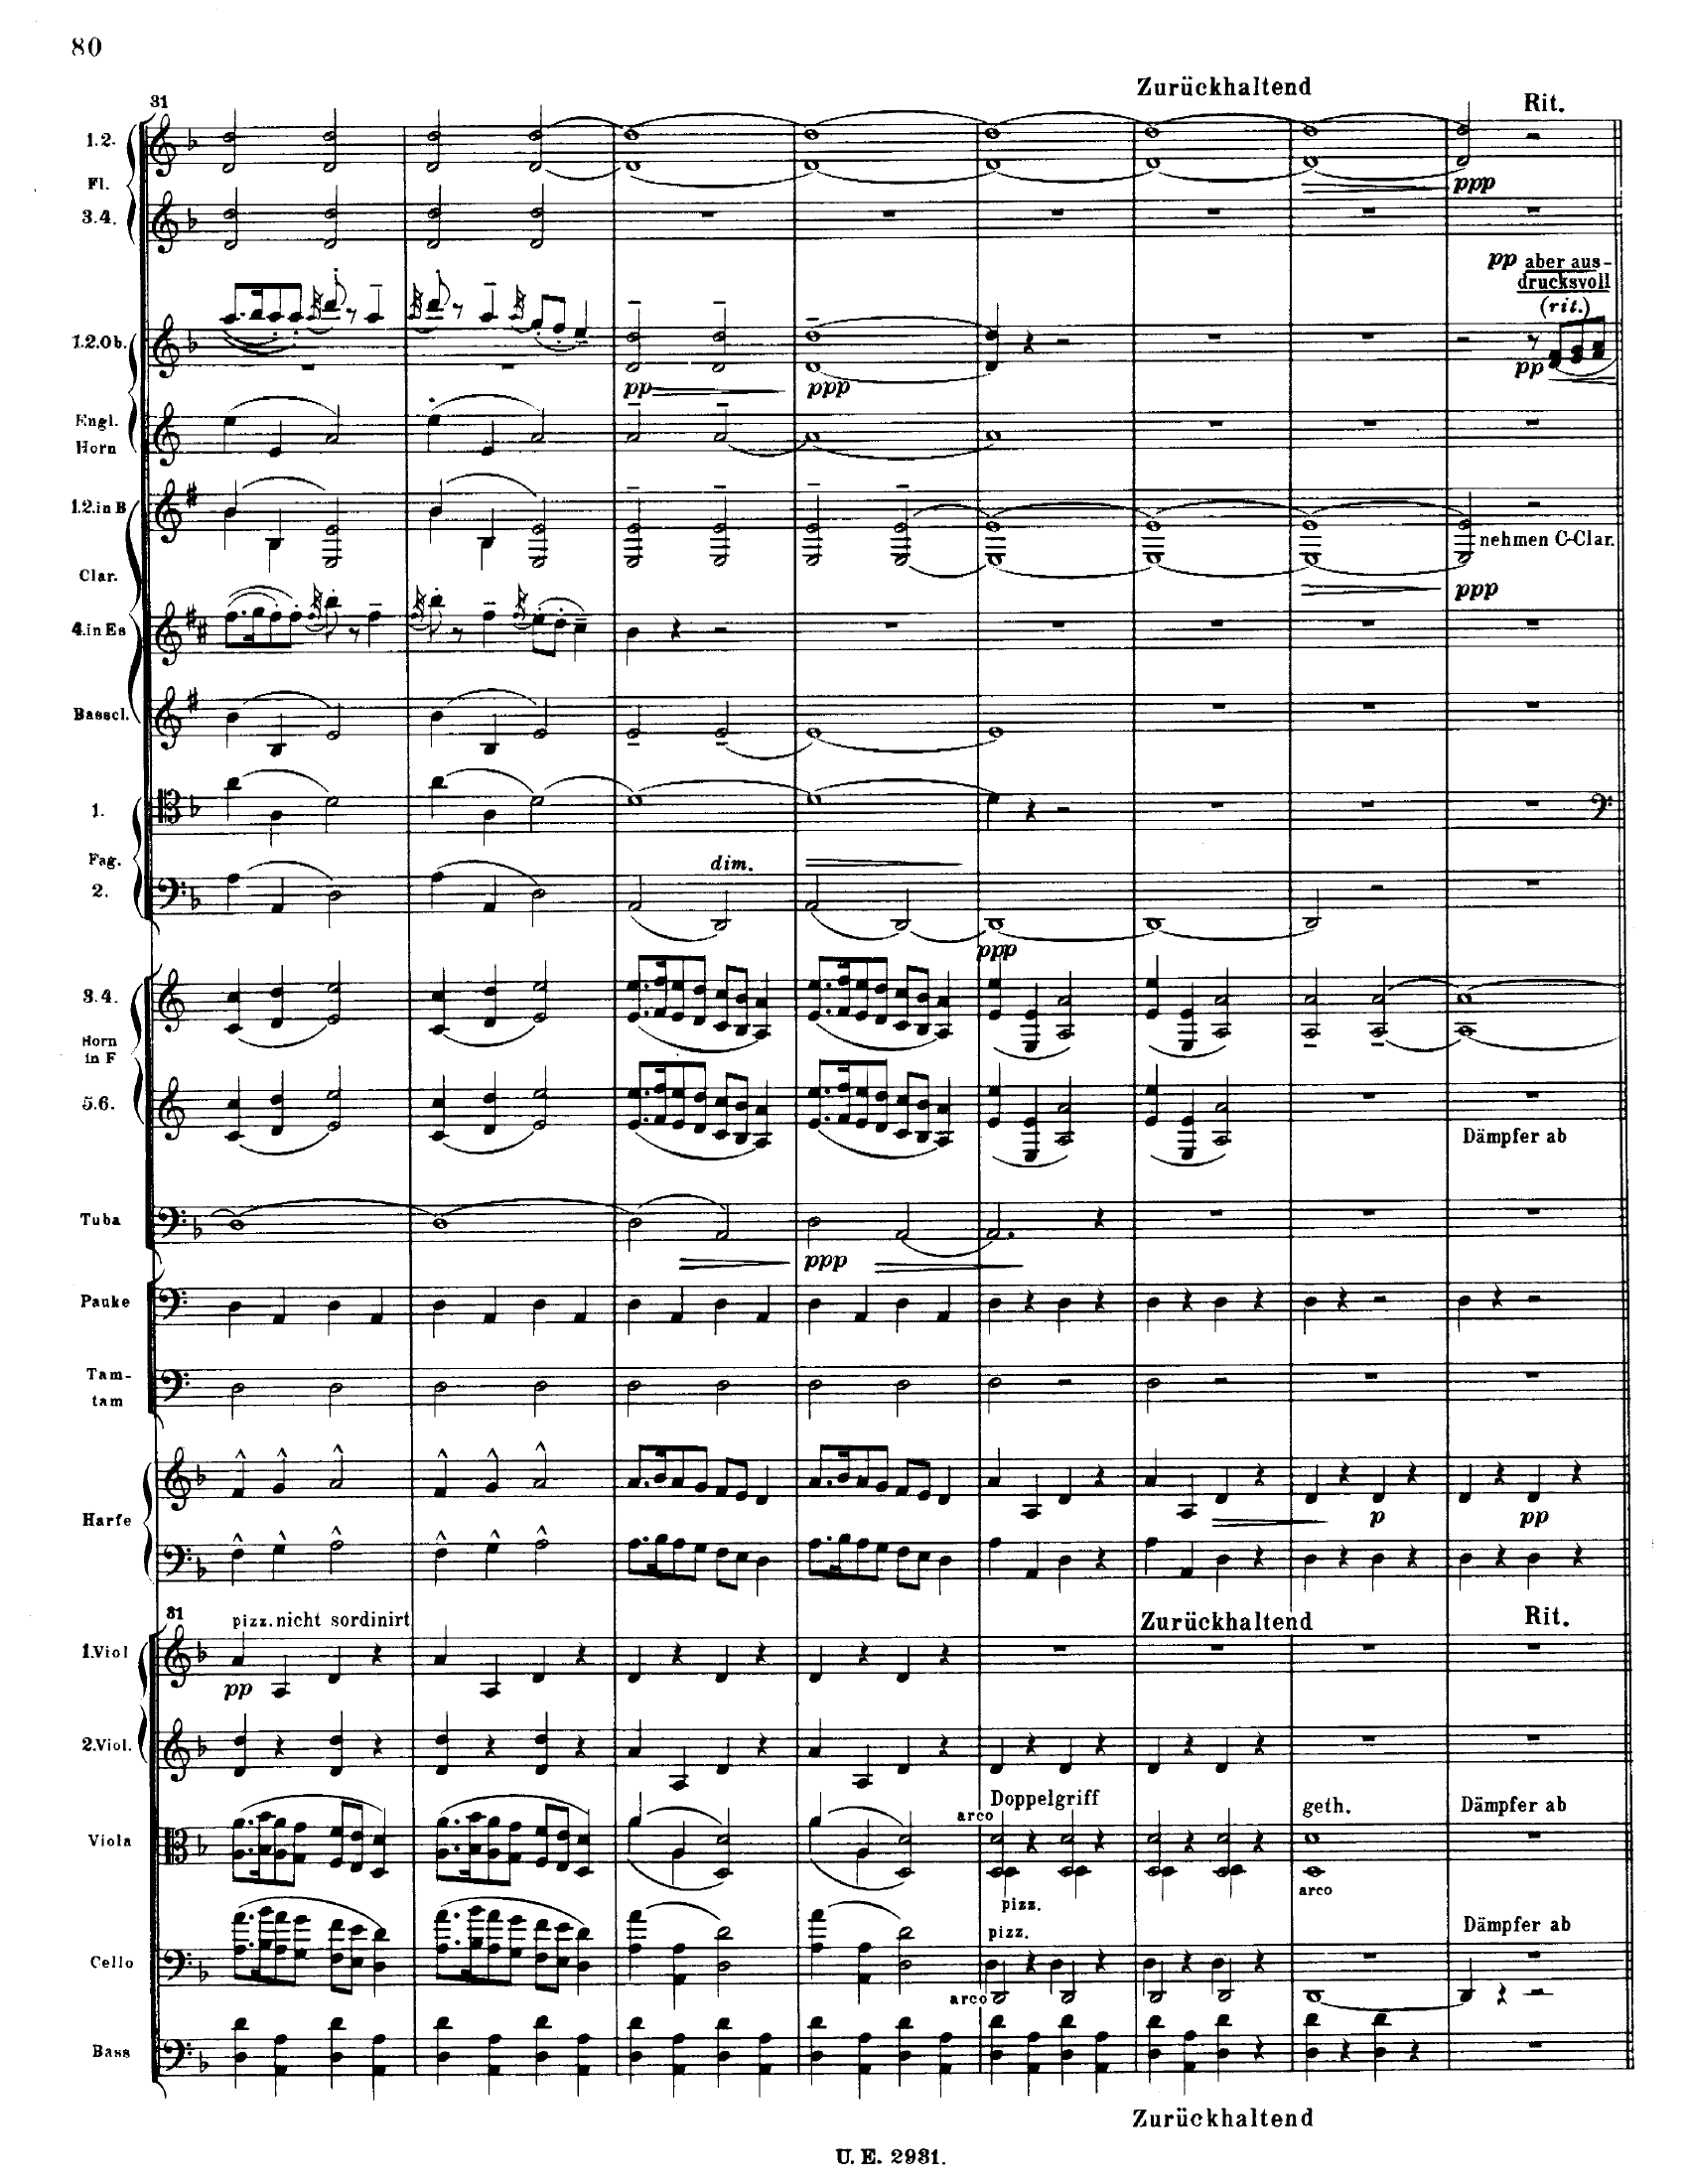 80
Zurückhaltend
31
Rit.
1.2.
Fl.
ppp
3.4.
pp aber aus-
drucksvoll
(rit.)
1.2.Ob.
pp
pp
ppp
Engl.
Horn
1.2.in B
nehmen C-Clar.
Clar.
ppp
4.in Es
Basscl.
1.
Fag.
dim.
2.
ppp
3.4.
Horn
in F
5.6.
Dämpfer ab
Tuba
ppp
Pauke
Tam-
tam
Harfe
p
pp
31
pizz. nicht sordinirt
Zurückhaltend
Rit.
1.Viol
pp
2.Viol.
Doppelgriff
arco
geth.
Dämpfer ab
Viola
arco
pizz.
pizz.
Dämpfer ab
Cello
arco
Bass
Zurückhaltend
U. E. 2931.